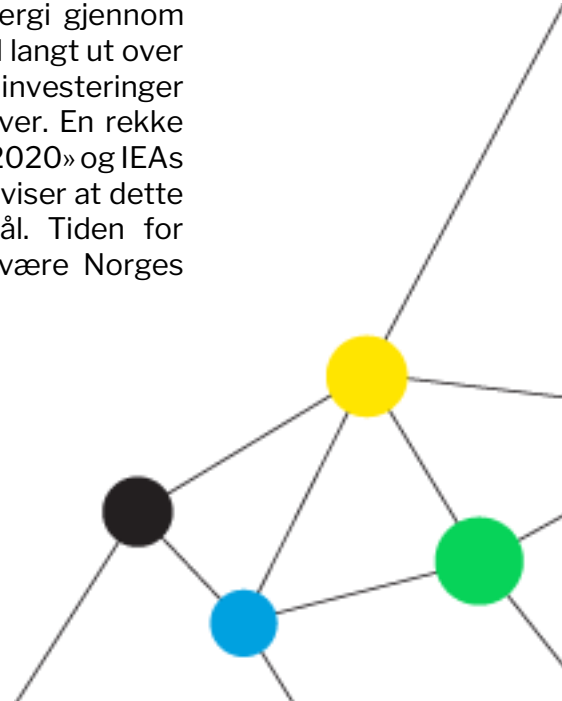 ergi gjennom
langt ut over
investeringer
ver. En rekke
2020» og IEAs
viser at dette
ål. Tiden for
være Norges